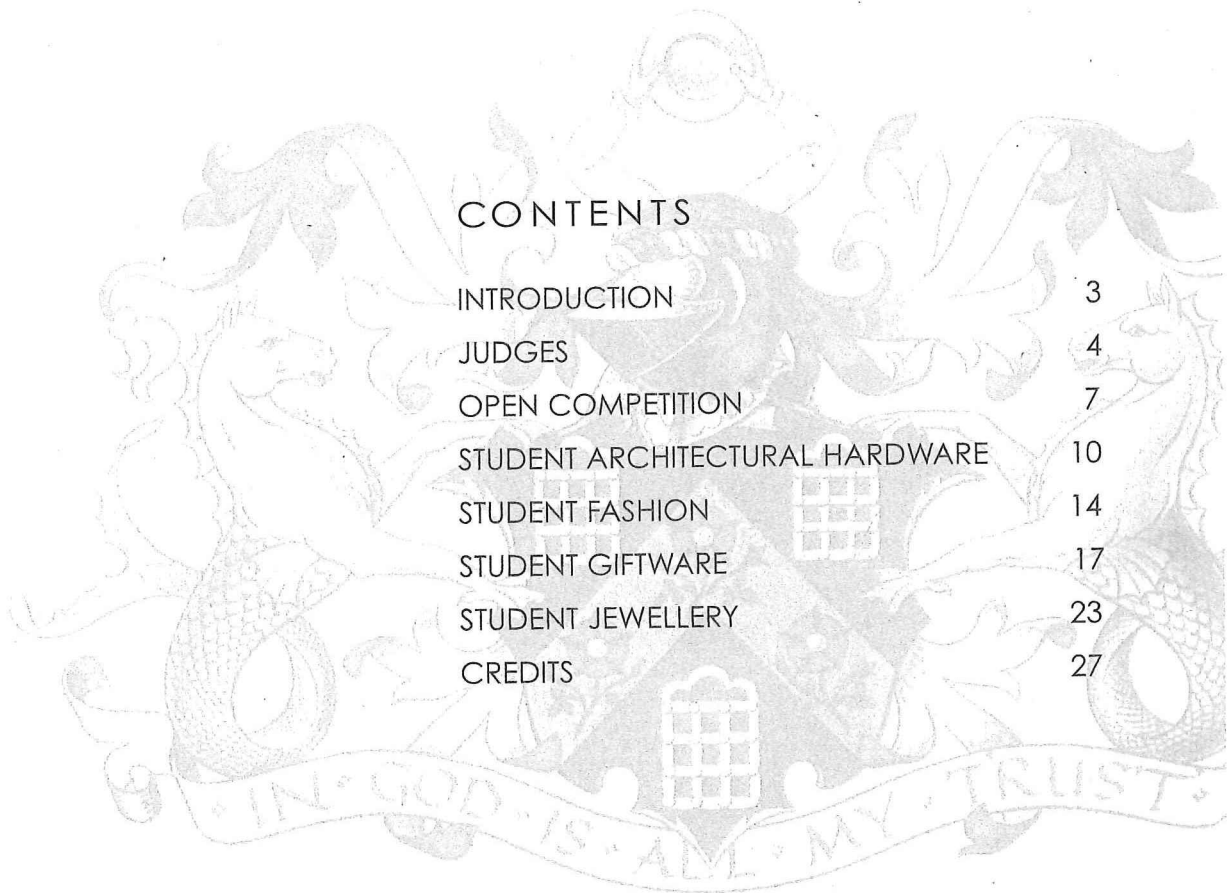 CONTENTS
INTRODUCTION 3
JUDGES 4
OPEN COMPETITION 7
STUDENT ARCHITECTURAL HARDWARE 10
STUDENT FASHION 14
STUDENT GIFTWARE 17
STUDENT JEWELLERY 23
CREDITS 27
IN · GOD · IS · ALL · MY · TRUST